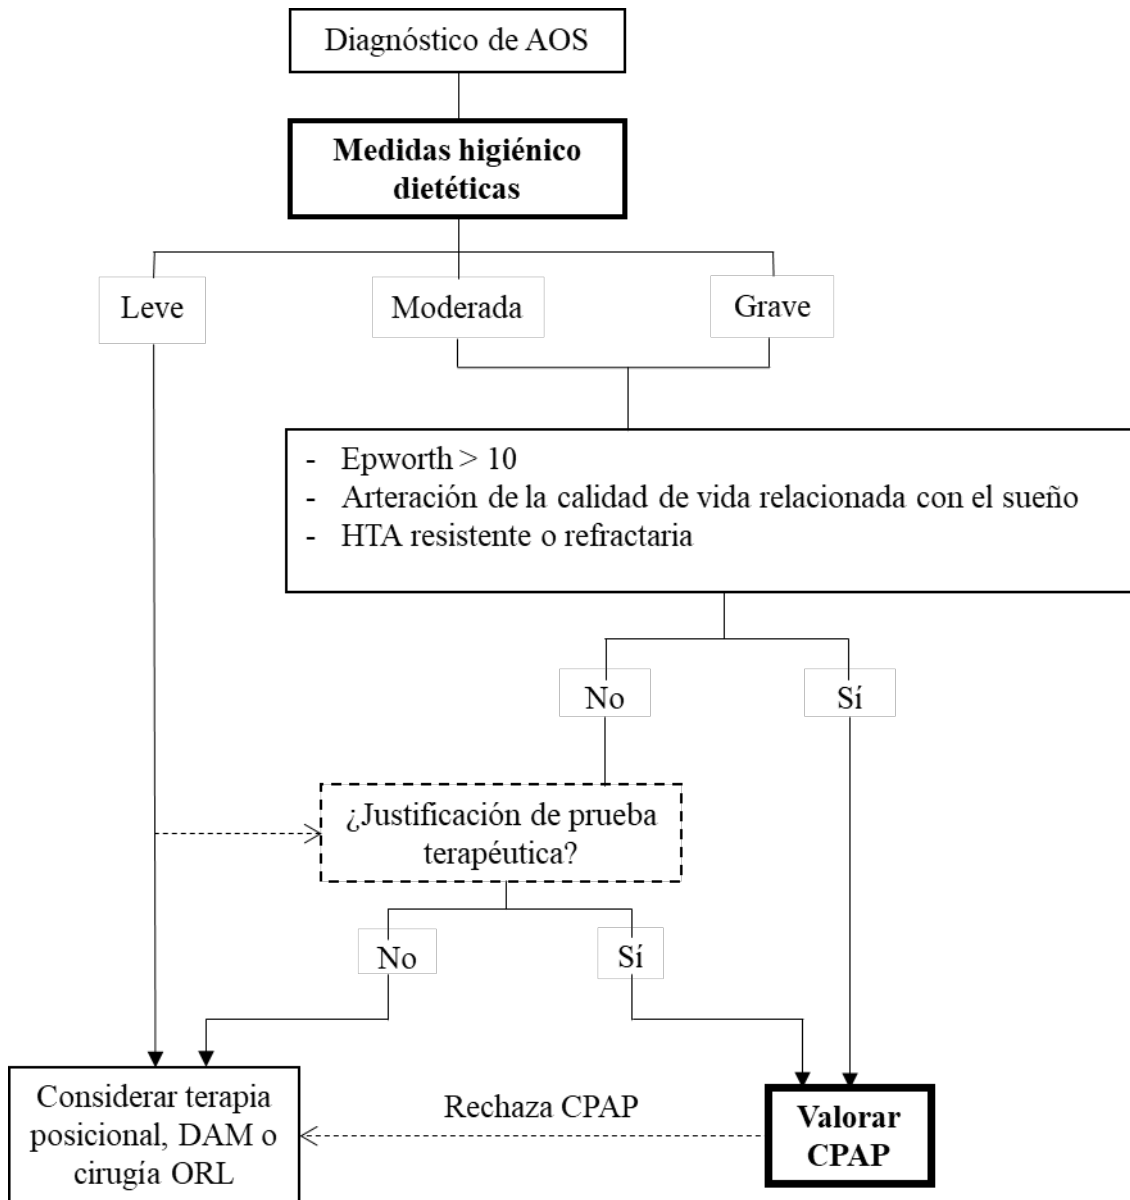 Diagnóstico de AOS
Medidas higiénico
dietéticas
Leve
Moderada
Grave
- Epworth > 10
- Arteración de la calidad de vida relacionada con el sueño
- HTA resistente o refractaria
No
Sí
¿Justificación de prueba
terapéutica?
No
Sí
Considerar terapia
posicional, DAM o
cirugía ORL
Rechaza CPAP
Valorar
CPAP